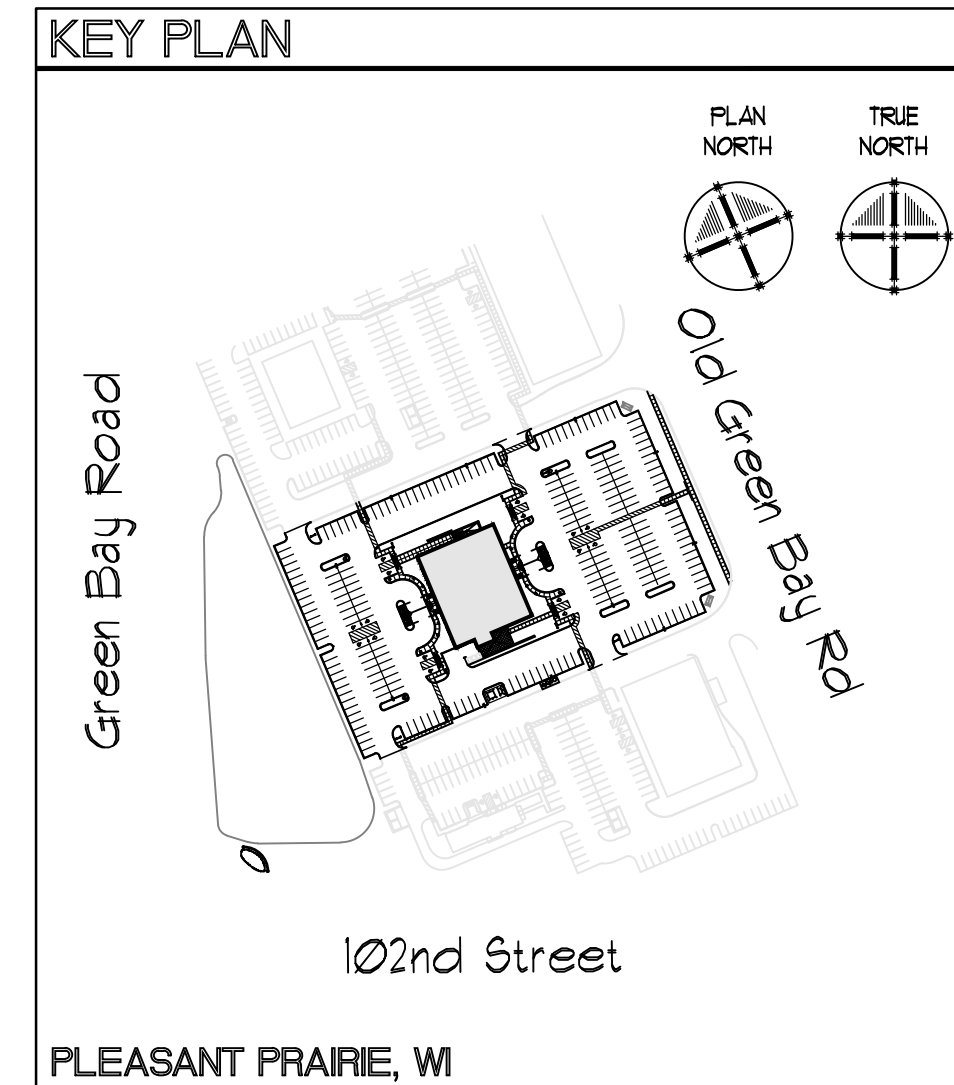 KEY PLAN
PLAN
NORTH
TRUE
NORTH
Green Bay Road
Old Green Bay Rd
102nd Street
PLEASANT PRAIRIE, WI